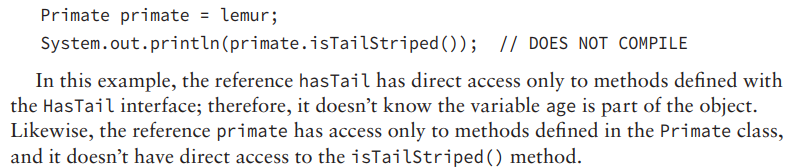 Primate primate = lemur;
System.out.println(primate.isTailStriped());  // DOES NOT COMPILE
In this example, the reference hasTail has direct access only to methods defined with
the HasTail interface; therefore, it doesn’t know the variable age is part of the object.
Likewise, the reference primate has access only to methods defined in the Primate class,
and it doesn’t have direct access to the isTailStriped() method.